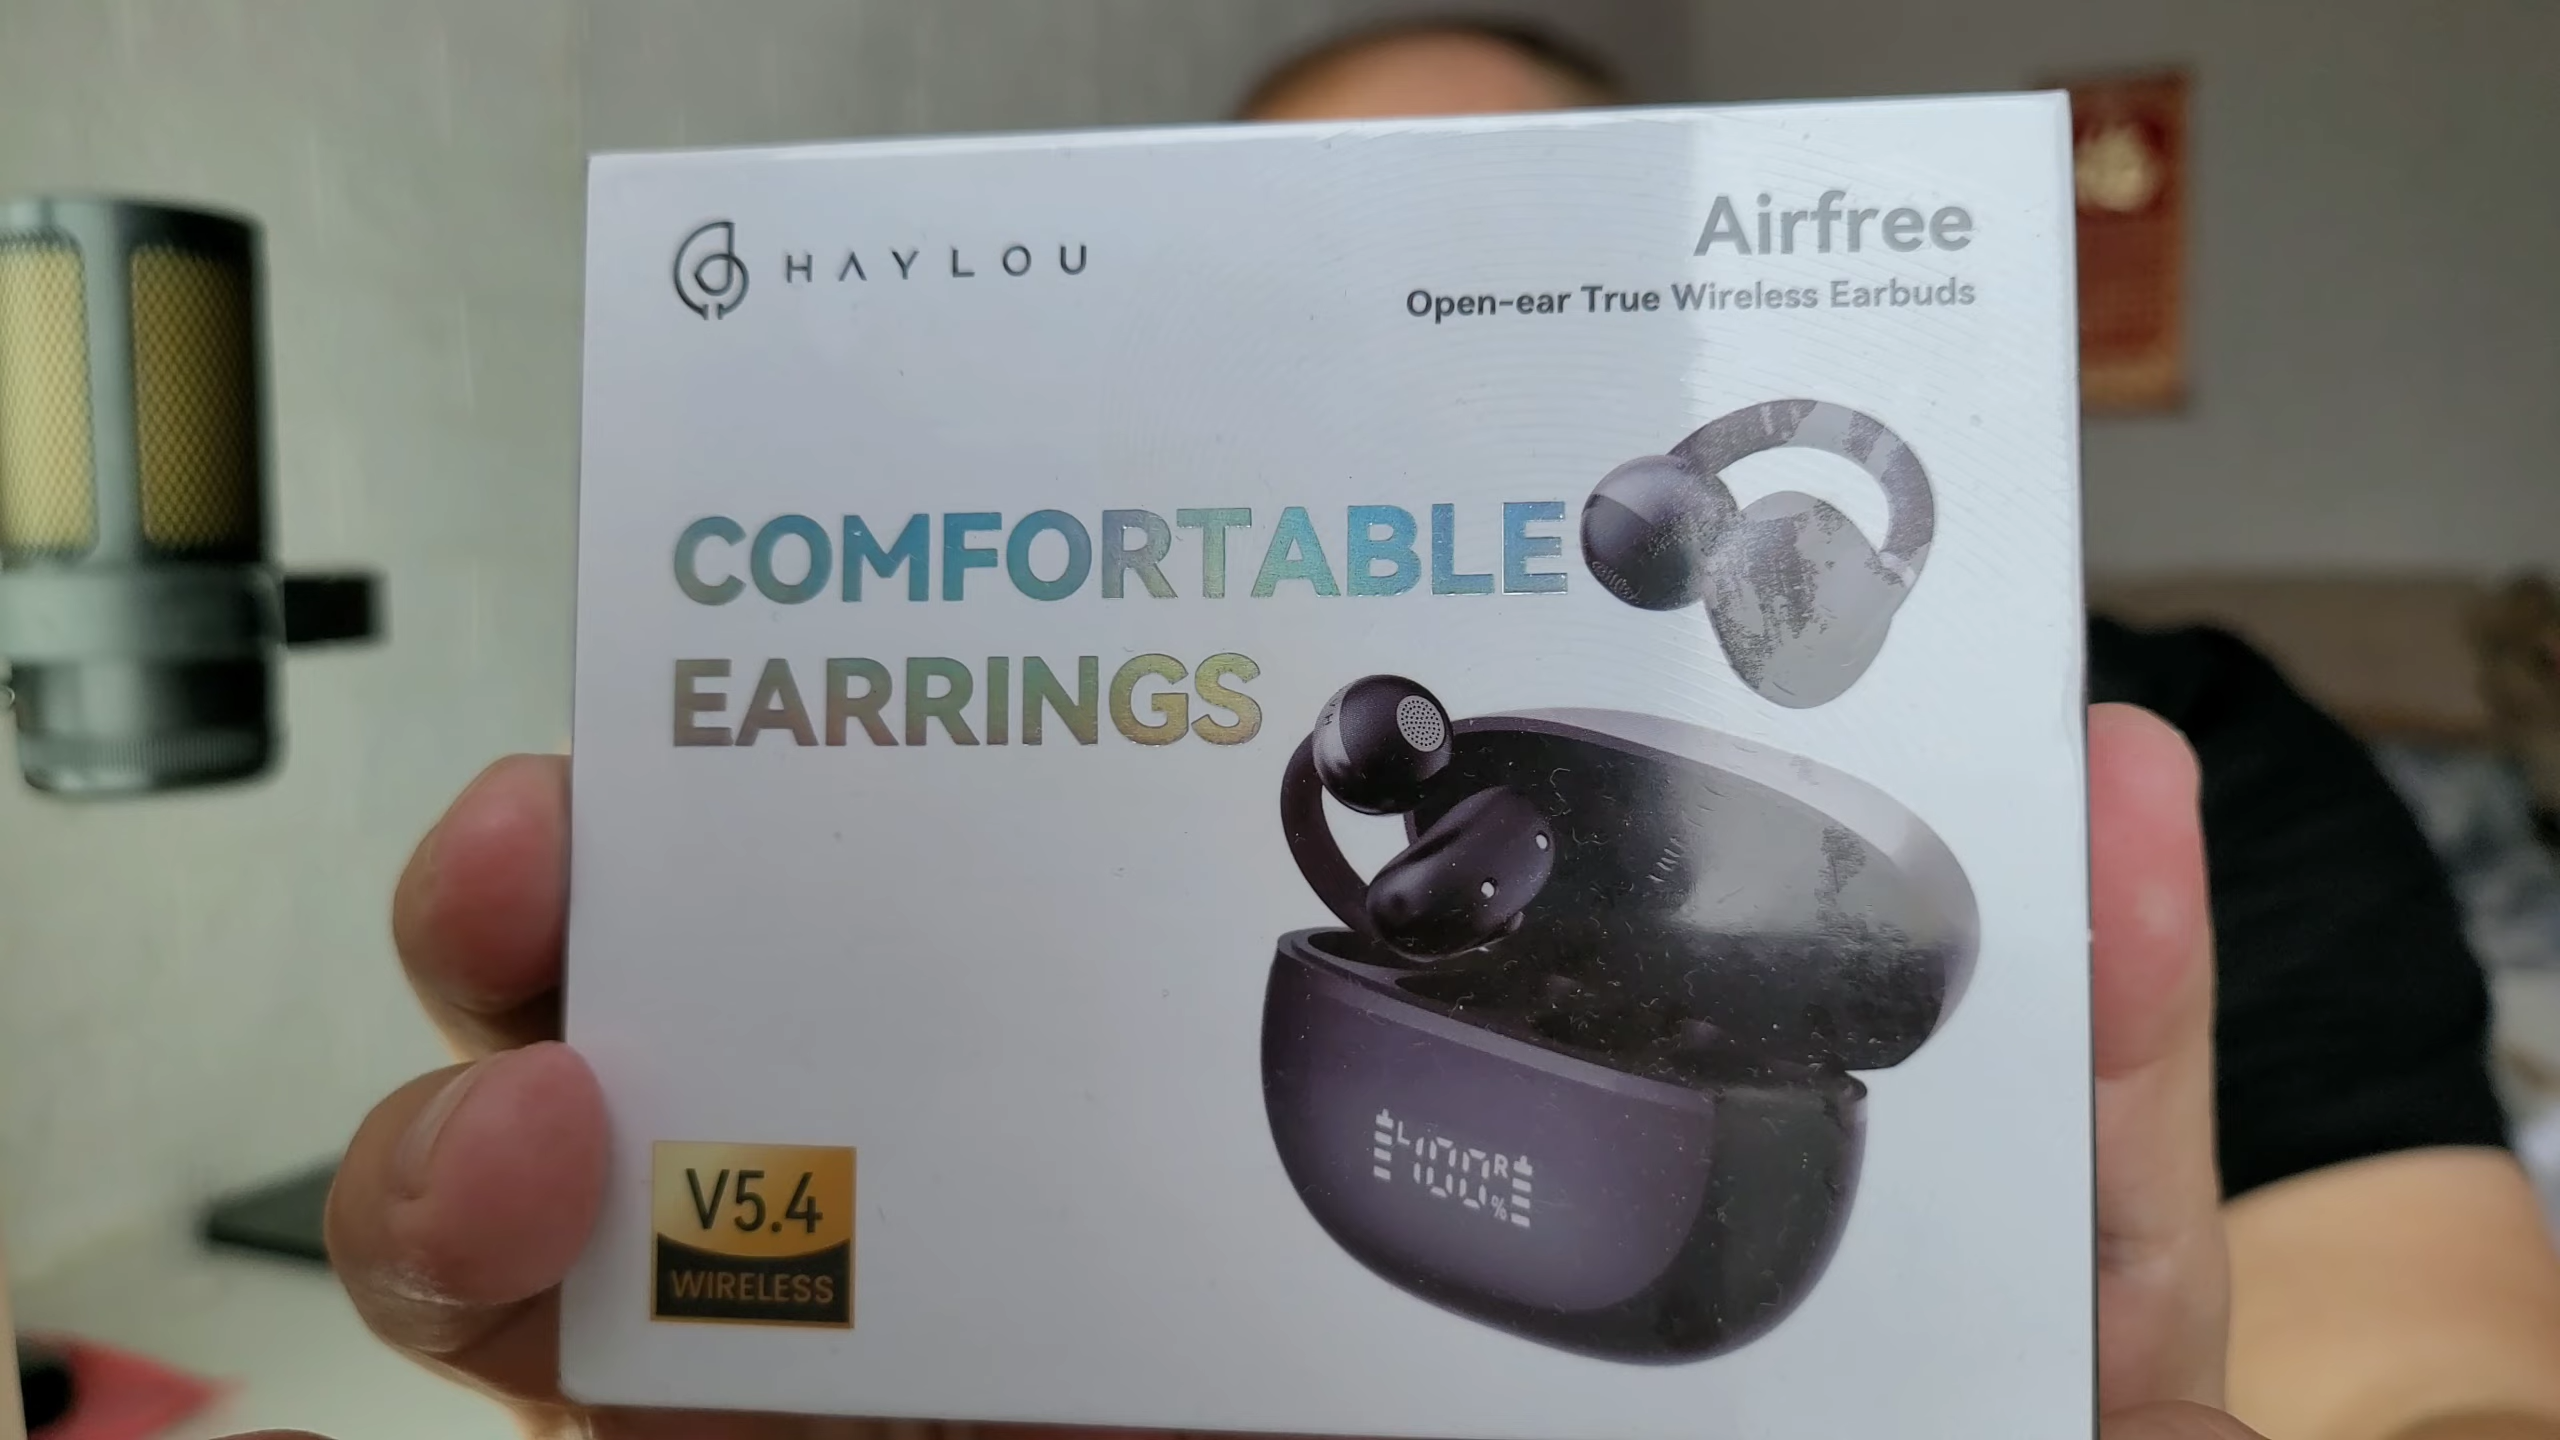 HAYLOU
Airfree
Open-ear True Wireless Earbuds
COMFORTABLE
EARRINGS
L 100% R
V5.4
WIRELESS